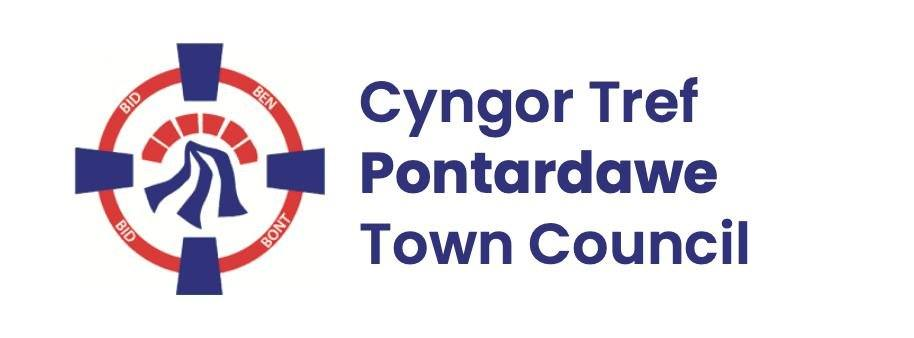 BID
BEN
BID
BONT
Cyngor Tref
Pontardawe
Town Council